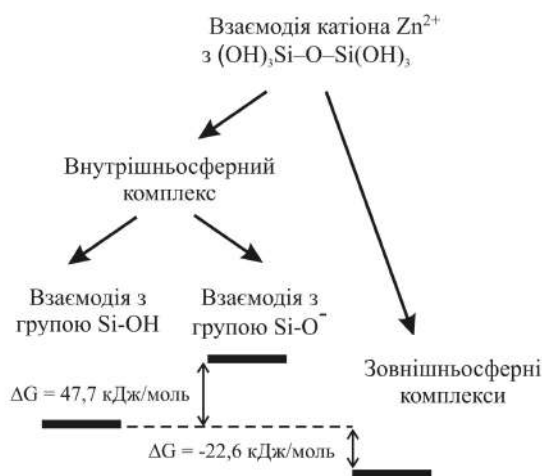 Взаємодія катіона Zn²⁺
з (OH)₃Si–O–Si(OH)₃
Внутрішньосферний
комплекс
Взаємодія з
групою Si-OH
Взаємодія з
групою Si-O⁻
Зовнішньосферні
комплекси
ΔG = 47,7 кДж/моль
ΔG = -22,6 кДж/моль